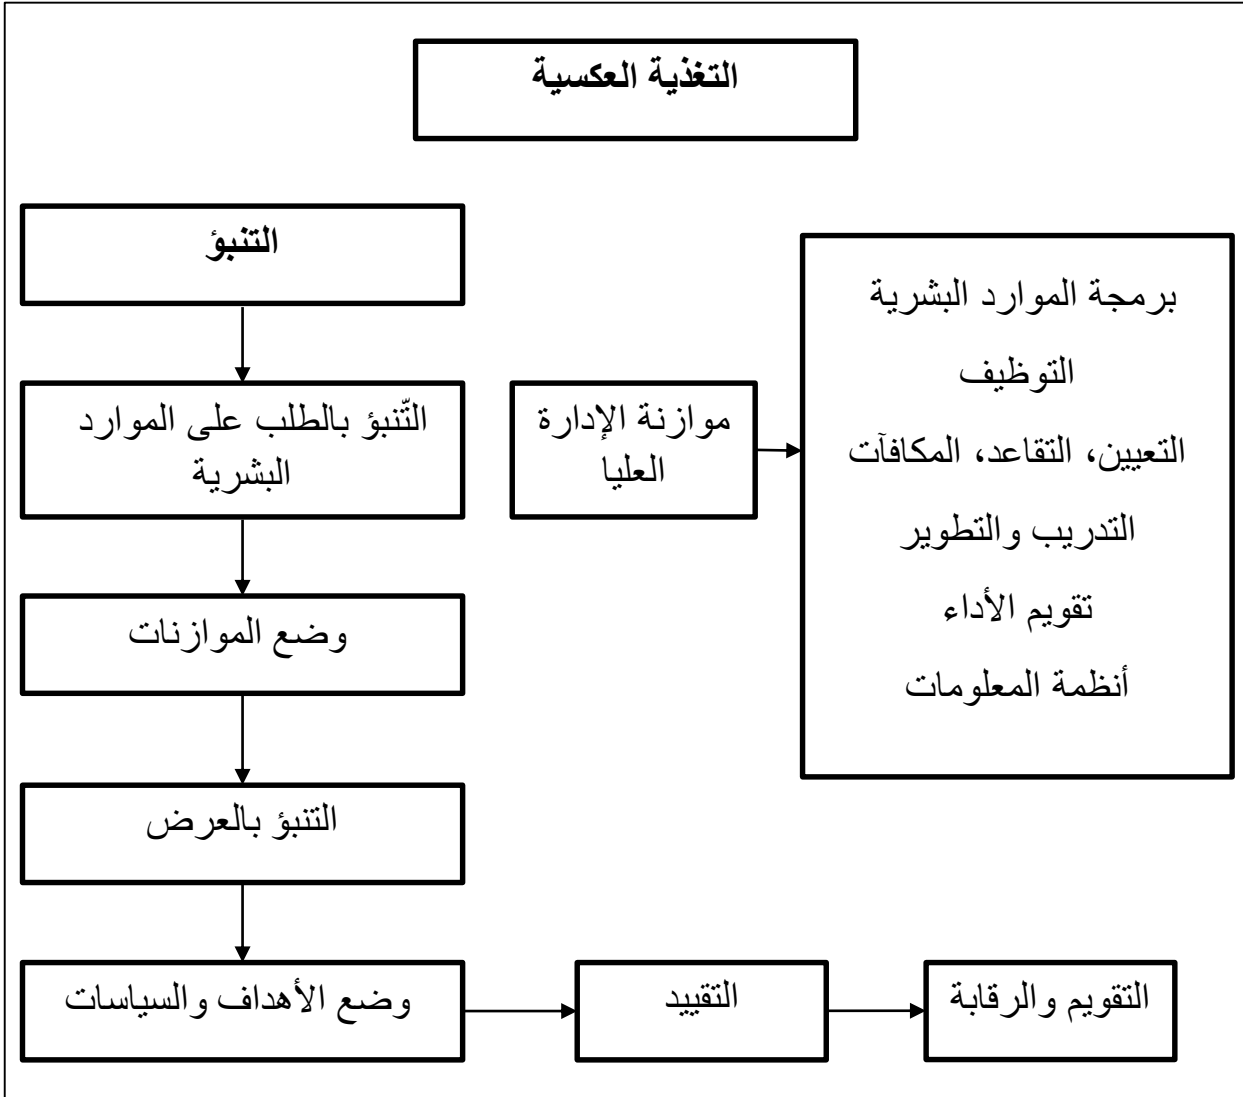 التغذية العكسية
التنبؤ
التّنبؤ بالطلب على الموارد
البشرية
وضع الموازنات
التنبؤ بالعرض
وضع الأهداف والسياسات
التقييد
التقويم والرقابة
موازنة الإدارة
العليا
برمجة الموارد البشرية
التوظيف
التعيين، التقاعد، المكافآت
التدريب والتطوير
تقويم الأداء
أنظمة المعلومات